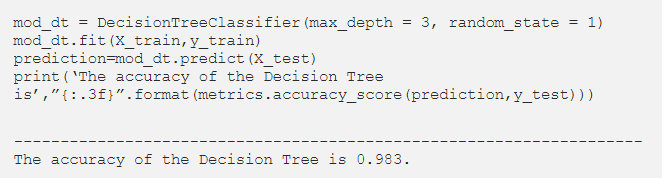 mod_dt = DecisionTreeClassifier(max_depth = 3, random_state = 1)
mod_dt.fit(X_train,y_train)
prediction=mod_dt.predict(X_test)
print(‘The accuracy of the Decision Tree
is’,”{:.3f}”.format(metrics.accuracy_score(prediction,y_test)))
--------------------------------------------------------------------
The accuracy of the Decision Tree is 0.983.